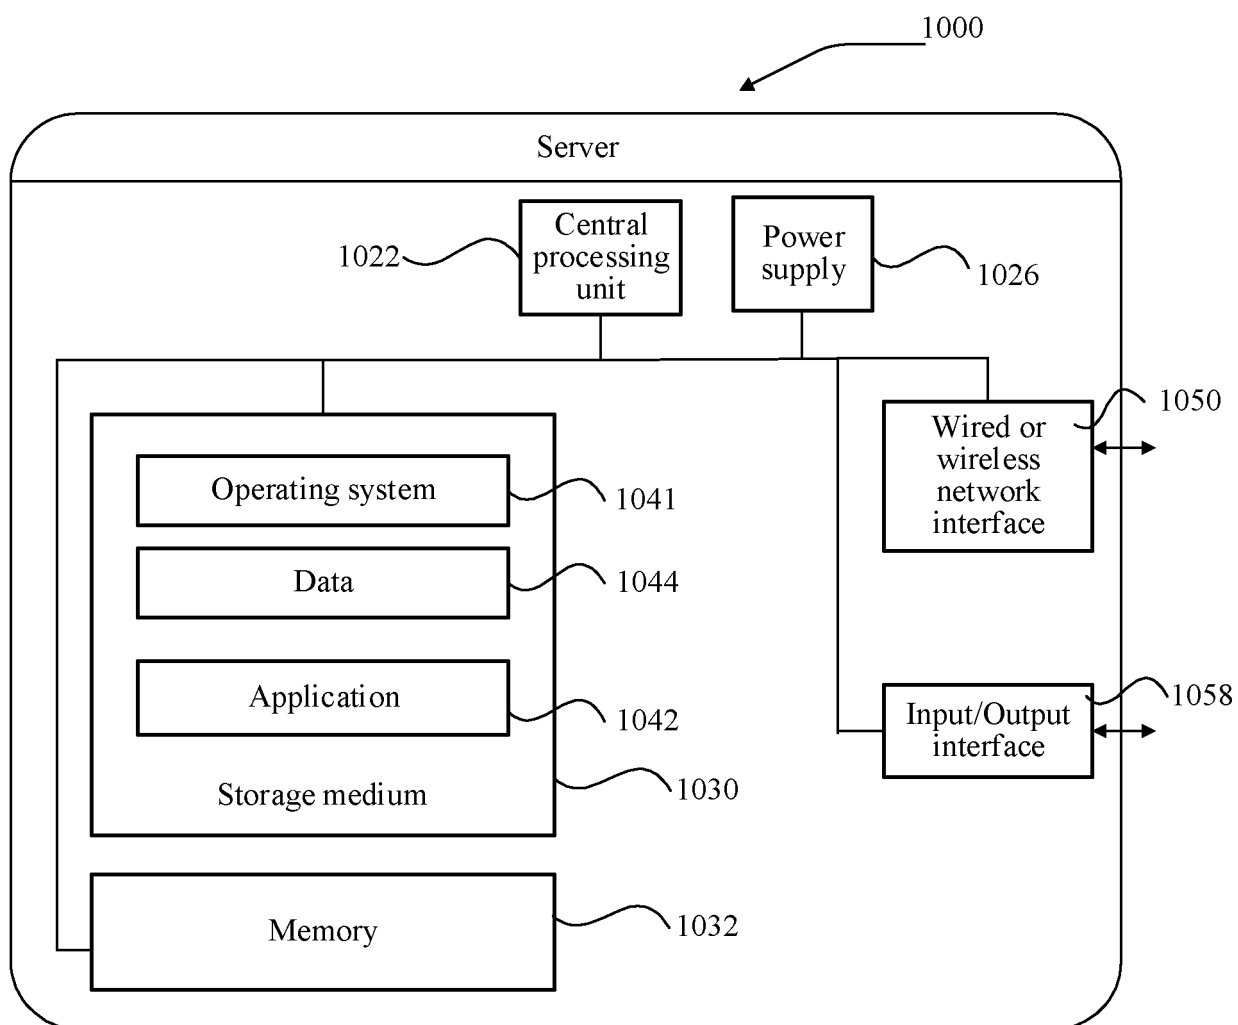 1000
Server
Central
processing
unit
1022
Power
supply
1026
Wired or
wireless
network
interface
1050
Operating system
1041
Data
1044
Application
1042
Storage medium
1030
Input/Output
interface
1058
Memory
1032